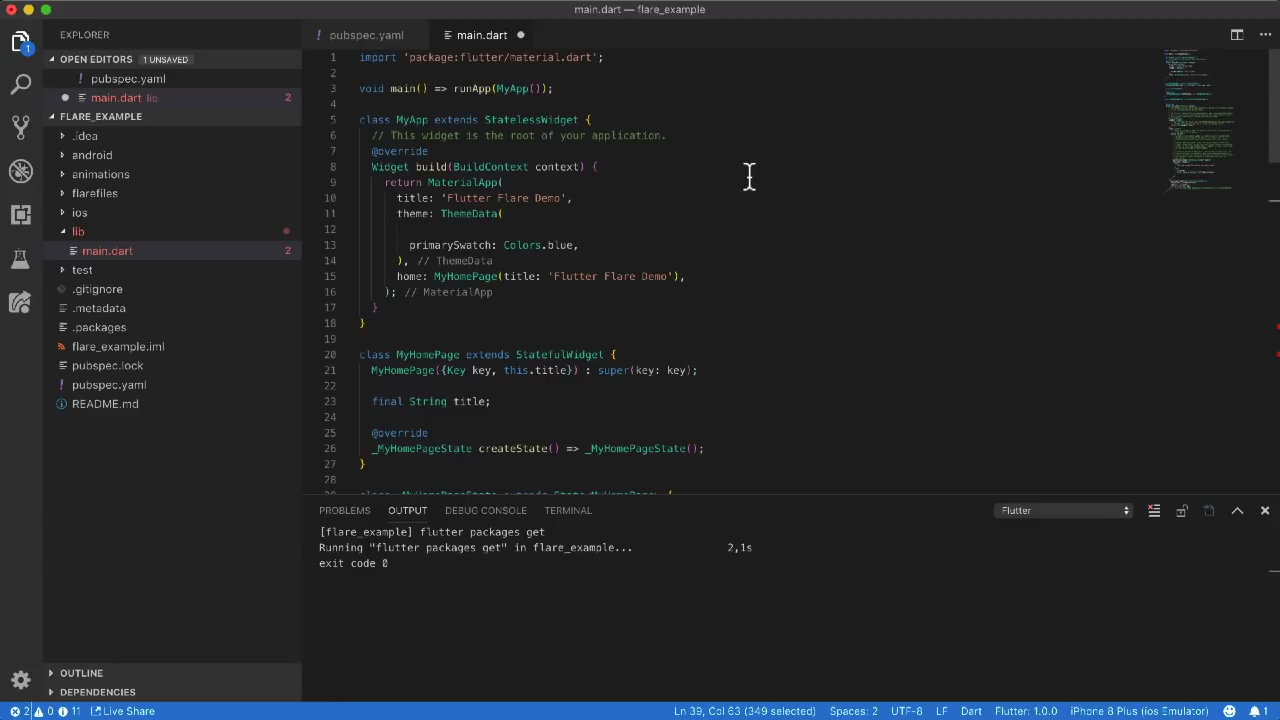 main.dart — flare_example
EXPLORER
OPEN EDITORS 1 UNSAVED
pubspec.yaml
main.dart lib 2
FLARE_EXAMPLE
.idea
android
animations
flarefiles
ios
lib
main.dart 2
test
.gitignore
.metadata
.packages
flare_example.iml
pubspec.lock
! pubspec.yaml
README.md
OUTLINE
DEPENDENCIES
! pubspec.yaml
main.dart
1 import 'package:flutter/material.dart';
2
3 void main() => runApp(MyApp());
4
5 class MyApp extends StatelessWidget {
6 // This widget is the root of your application.
7 @override
8 Widget build(BuildContext context) {
9 return MaterialApp(
10 title: 'Flutter Flare Demo',
11 theme: ThemeData(
12
13 primarySwatch: Colors.blue,
14 ), // ThemeData
15 home: MyHomePage(title: 'Flutter Flare Demo'),
16 ); // MaterialApp
17 }
18 }
19
20 class MyHomePage extends StatefulWidget {
21 MyHomePage({Key key, this.title}) : super(key: key);
22
23 final String title;
24
25 @override
26 _MyHomePageState createState() => _MyHomePageState();
27 }
28
PROBLEMS OUTPUT DEBUG CONSOLE TERMINAL Flutter
[flare_example] flutter packages get
Running "flutter packages get" in flare_example... 2,1s
exit code 0
2 0 11 Live Share Ln 39, Col 63 (349 selected) Spaces: 2 UTF-8 LF Dart Flutter: 1.0.0 iPhone 8 Plus (ios Emulator) 1